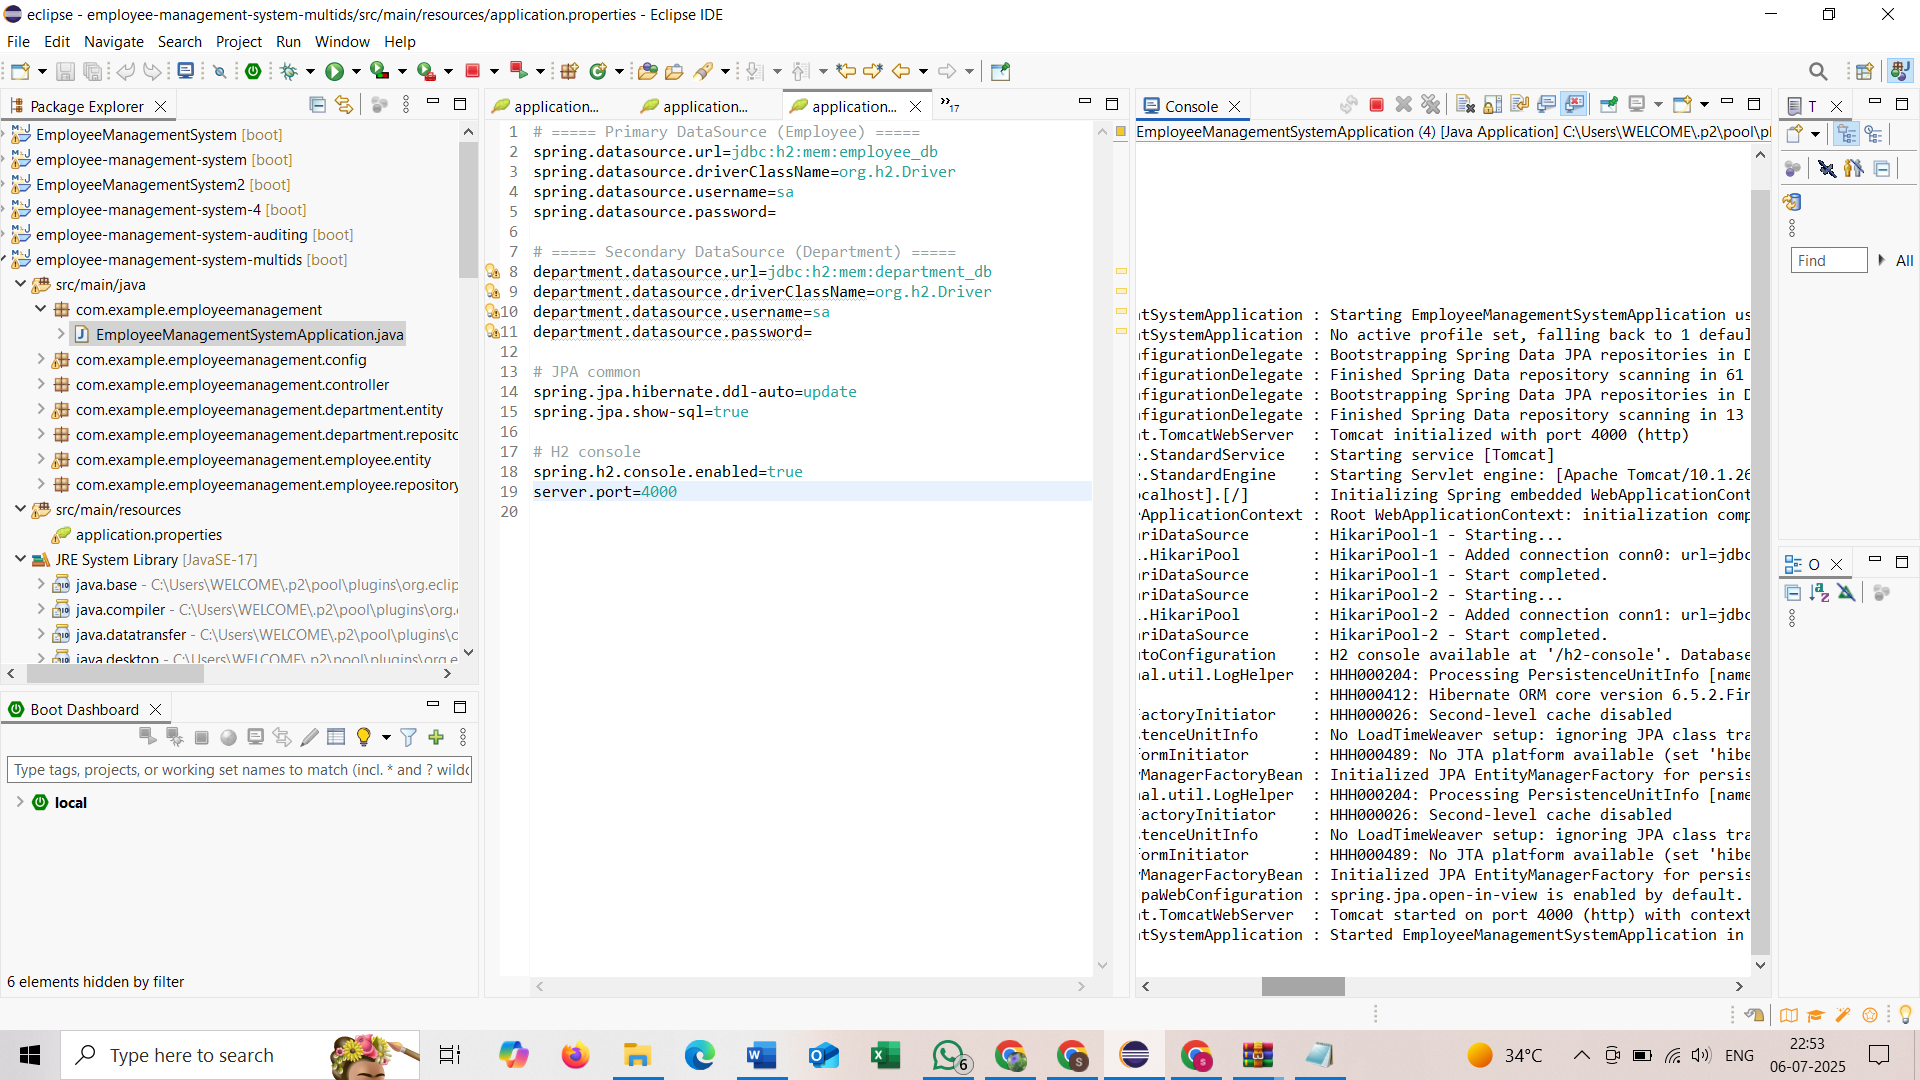 eclipse - employee-management-system-multids/src/main/resources/application.properties - Eclipse IDE
File Edit Navigate Search Project Run Window Help
Package Explorer
EmployeeManagementSystem [boot]
employee-management-system [boot]
EmployeeManagementSystem2 [boot]
employee-management-system-4 [boot]
employee-management-system-auditing [boot]
employee-management-system-multids [boot]
src/main/java
com.example.employeemanagement
EmployeeManagementSystemApplication.java
com.example.employeemanagement.config
com.example.employeemanagement.controller
com.example.employeemanagement.department.entity
com.example.employeemanagement.department.reposito
com.example.employeemanagement.employee.entity
com.example.employeemanagement.employee.repository
src/main/resources
application.properties
JRE System Library [JavaSE-17]
java.base - C:\Users\WELCOME\.p2\pool\plugins\org.eclip
java.compiler - C:\Users\WELCOME\.p2\pool\plugins\org.
java.datatransfer - C:\Users\WELCOME\.p2\pool\plugins\o
java.desktop - C:\Users\WELCOME\.p2\pool\plugins\org.e
Boot Dashboard
Type tags, projects, or working set names to match (incl. * and ? wildc
local
6 elements hidden by filter
application... application... application... 17
1 # ===== Primary DataSource (Employee) =====
2 spring.datasource.url=jdbc:h2:mem:employee_db
3 spring.datasource.driverClassName=org.h2.Driver
4 spring.datasource.username=sa
5 spring.datasource.password=
6
7 # ===== Secondary DataSource (Department) =====
8 department.datasource.url=jdbc:h2:mem:department_db
9 department.datasource.driverClassName=org.h2.Driver
10 department.datasource.username=sa
11 department.datasource.password=
12
13 # JPA common
14 spring.jpa.hibernate.ddl-auto=update
15 spring.jpa.show-sql=true
16
17 # H2 console
18 spring.h2.console.enabled=true
19 server.port=4000
20
Console
EmployeeManagementSystemApplication (4) [Java Application] C:\Users\WELCOME\.p2\pool\pl
tSystemApplication : Starting EmployeeManagementSystemApplication us
tSystemApplication : No active profile set, falling back to 1 defaul
figurationDelegate : Bootstrapping Spring Data JPA repositories in D
figurationDelegate : Finished Spring Data repository scanning in 61
figurationDelegate : Bootstrapping Spring Data JPA repositories in D
figurationDelegate : Finished Spring Data repository scanning in 13
t.TomcatWebServer : Tomcat initialized with port 4000 (http)
.StandardService : Starting service [Tomcat]
.StandardEngine : Starting Servlet engine: [Apache Tomcat/10.1.26
calhost].[/] : Initializing Spring embedded WebApplicationCont
ApplicationContext : Root WebApplicationContext: initialization comp
riDataSource : HikariPool-1 - Starting...
.HikariPool : HikariPool-1 - Added connection conn0: url=jdbc
riDataSource : HikariPool-1 - Start completed.
riDataSource : HikariPool-2 - Starting...
.HikariPool : HikariPool-2 - Added connection conn1: url=jdbc
riDataSource : HikariPool-2 - Start completed.
toConfiguration : H2 console available at '/h2-console'. Database
al.util.LogHelper : HHH000204: Processing PersistenceUnitInfo [name
: HHH000412: Hibernate ORM core version 6.5.2.Fin
actoryInitiator : HHH000026: Second-level cache disabled
tenceUnitInfo : No LoadTimeWeaver setup: ignoring JPA class tra
ormInitiator : HHH000489: No JTA platform available (set 'hibe
ManagerFactoryBean : Initialized JPA EntityManagerFactory for persis
al.util.LogHelper : HHH000204: Processing PersistenceUnitInfo [name
actoryInitiator : HHH000026: Second-level cache disabled
tenceUnitInfo : No LoadTimeWeaver setup: ignoring JPA class tra
ormInitiator : HHH000489: No JTA platform available (set 'hibe
ManagerFactoryBean : Initialized JPA EntityManagerFactory for persis
paWebConfiguration : spring.jpa.open-in-view is enabled by default.
t.TomcatWebServer : Tomcat started on port 4000 (http) with context
tSystemApplication : Started EmployeeManagementSystemApplication in
T
Find
All
O
Type here to search
6
34°C
ENG
22:53
06-07-2025